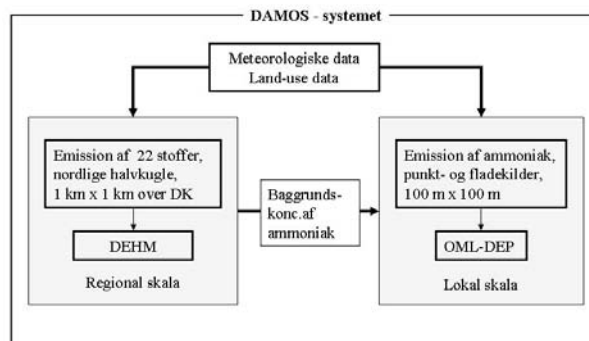 DAMOS - systemet
Meteorologiske data
Land-use data
Emission af 22 stoffer,
nordlige halvkugle,
1 km x 1 km over DK
DEHM
Regional skala
Baggrunds-
konc.af
ammoniak
Emission af ammoniak,
punkt- og fladekilder,
100 m x 100 m
OML-DEP
Lokal skala